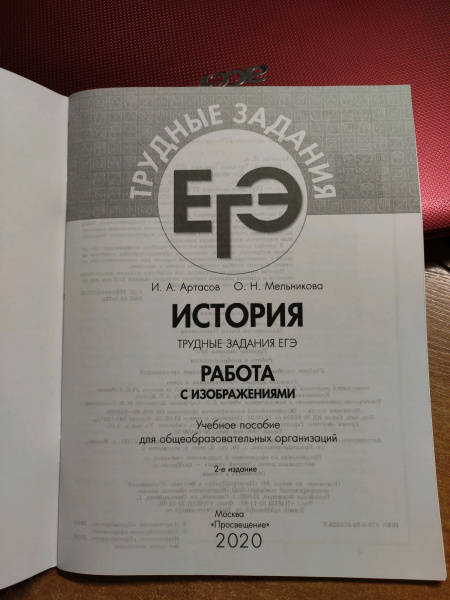 ТРУДНЫЕ ЗАДАНИЯ
ЕГЭ
И. А. Артасов О. Н. Мельникова
ИСТОРИЯ
ТРУДНЫЕ ЗАДАНИЯ ЕГЭ
РАБОТА
С ИЗОБРАЖЕНИЯМИ
Учебное пособие
для общеобразовательных организаций
2-е издание
Москва
«Просвещение»
2020